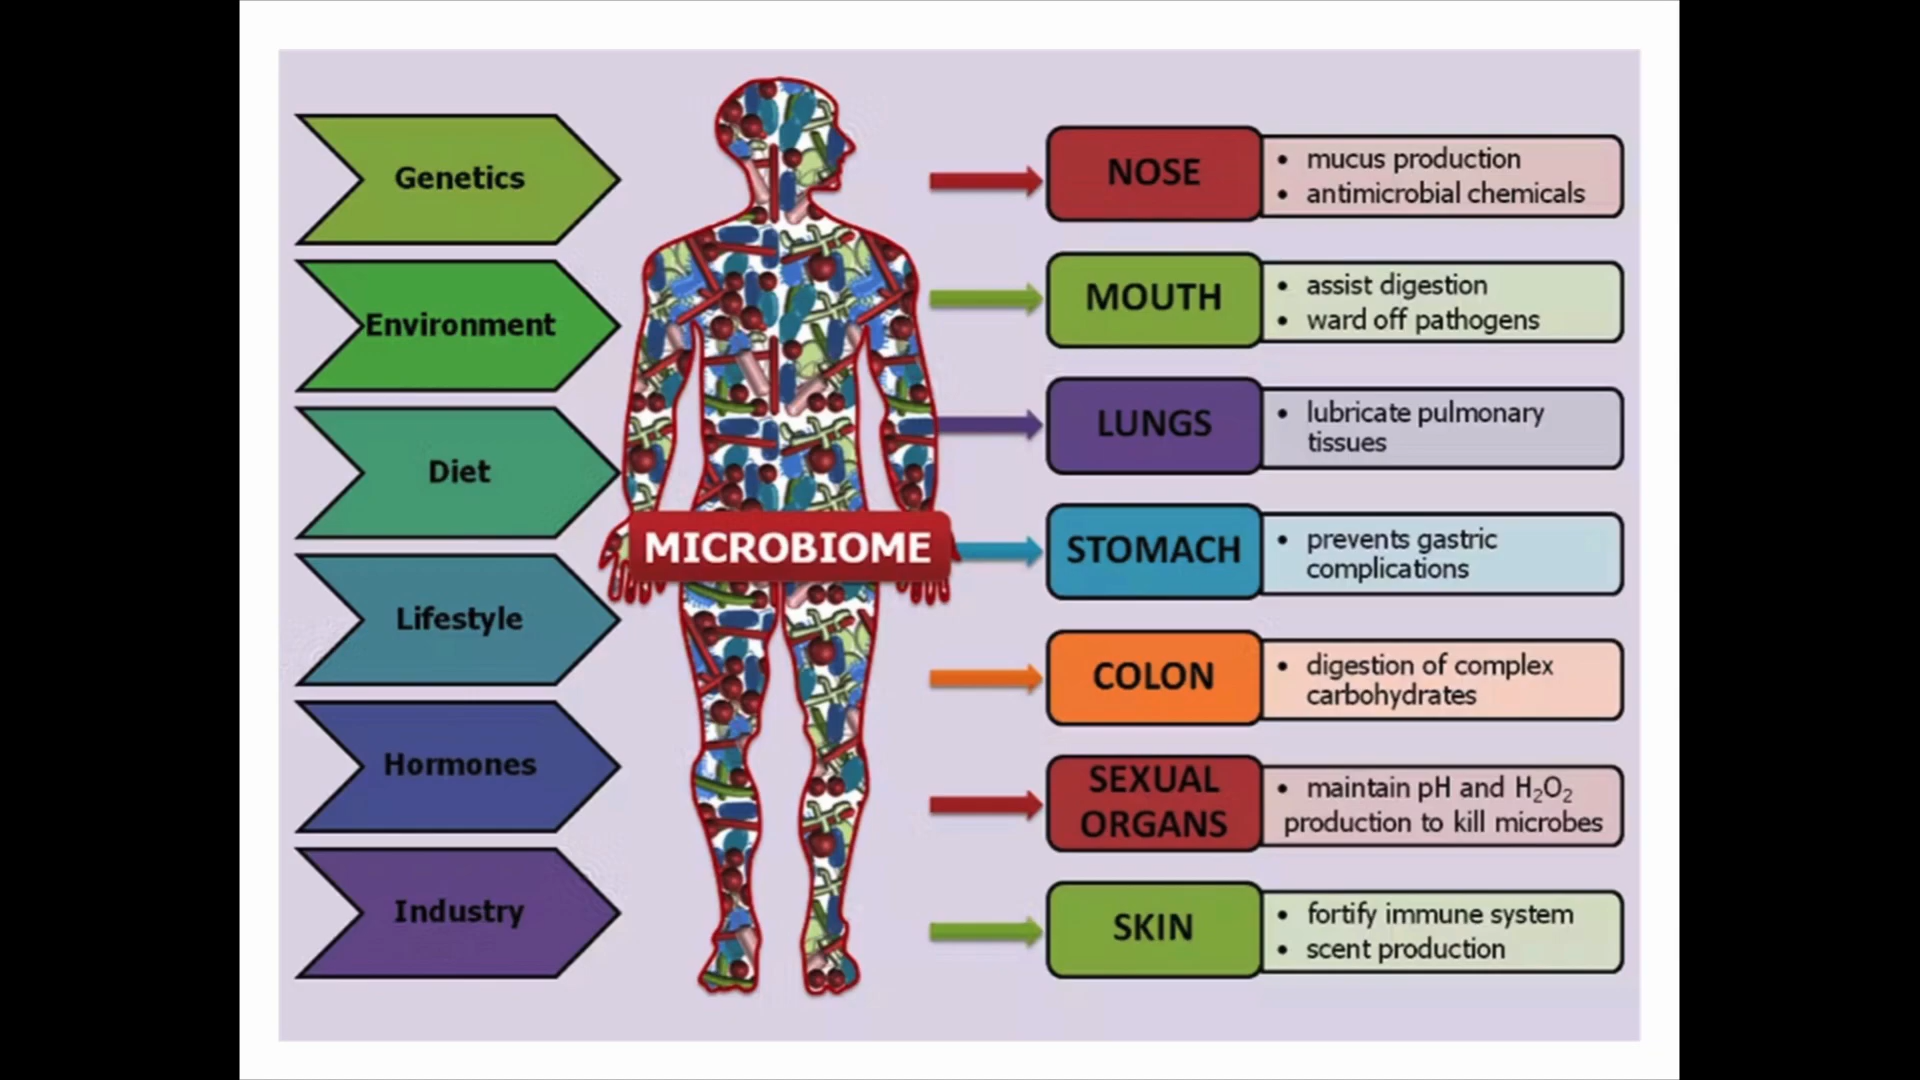 Genetics
Environment
Diet
Lifestyle
Hormones
Industry
MICROBIOME
NOSE
• mucus production
• antimicrobial chemicals
MOUTH
• assist digestion
• ward off pathogens
LUNGS
• lubricate pulmonary
tissues
STOMACH
• prevents gastric
complications
COLON
• digestion of complex
carbohydrates
SEXUAL
ORGANS
• maintain pH and H₂O₂
production to kill microbes
SKIN
• fortify immune system
• scent production